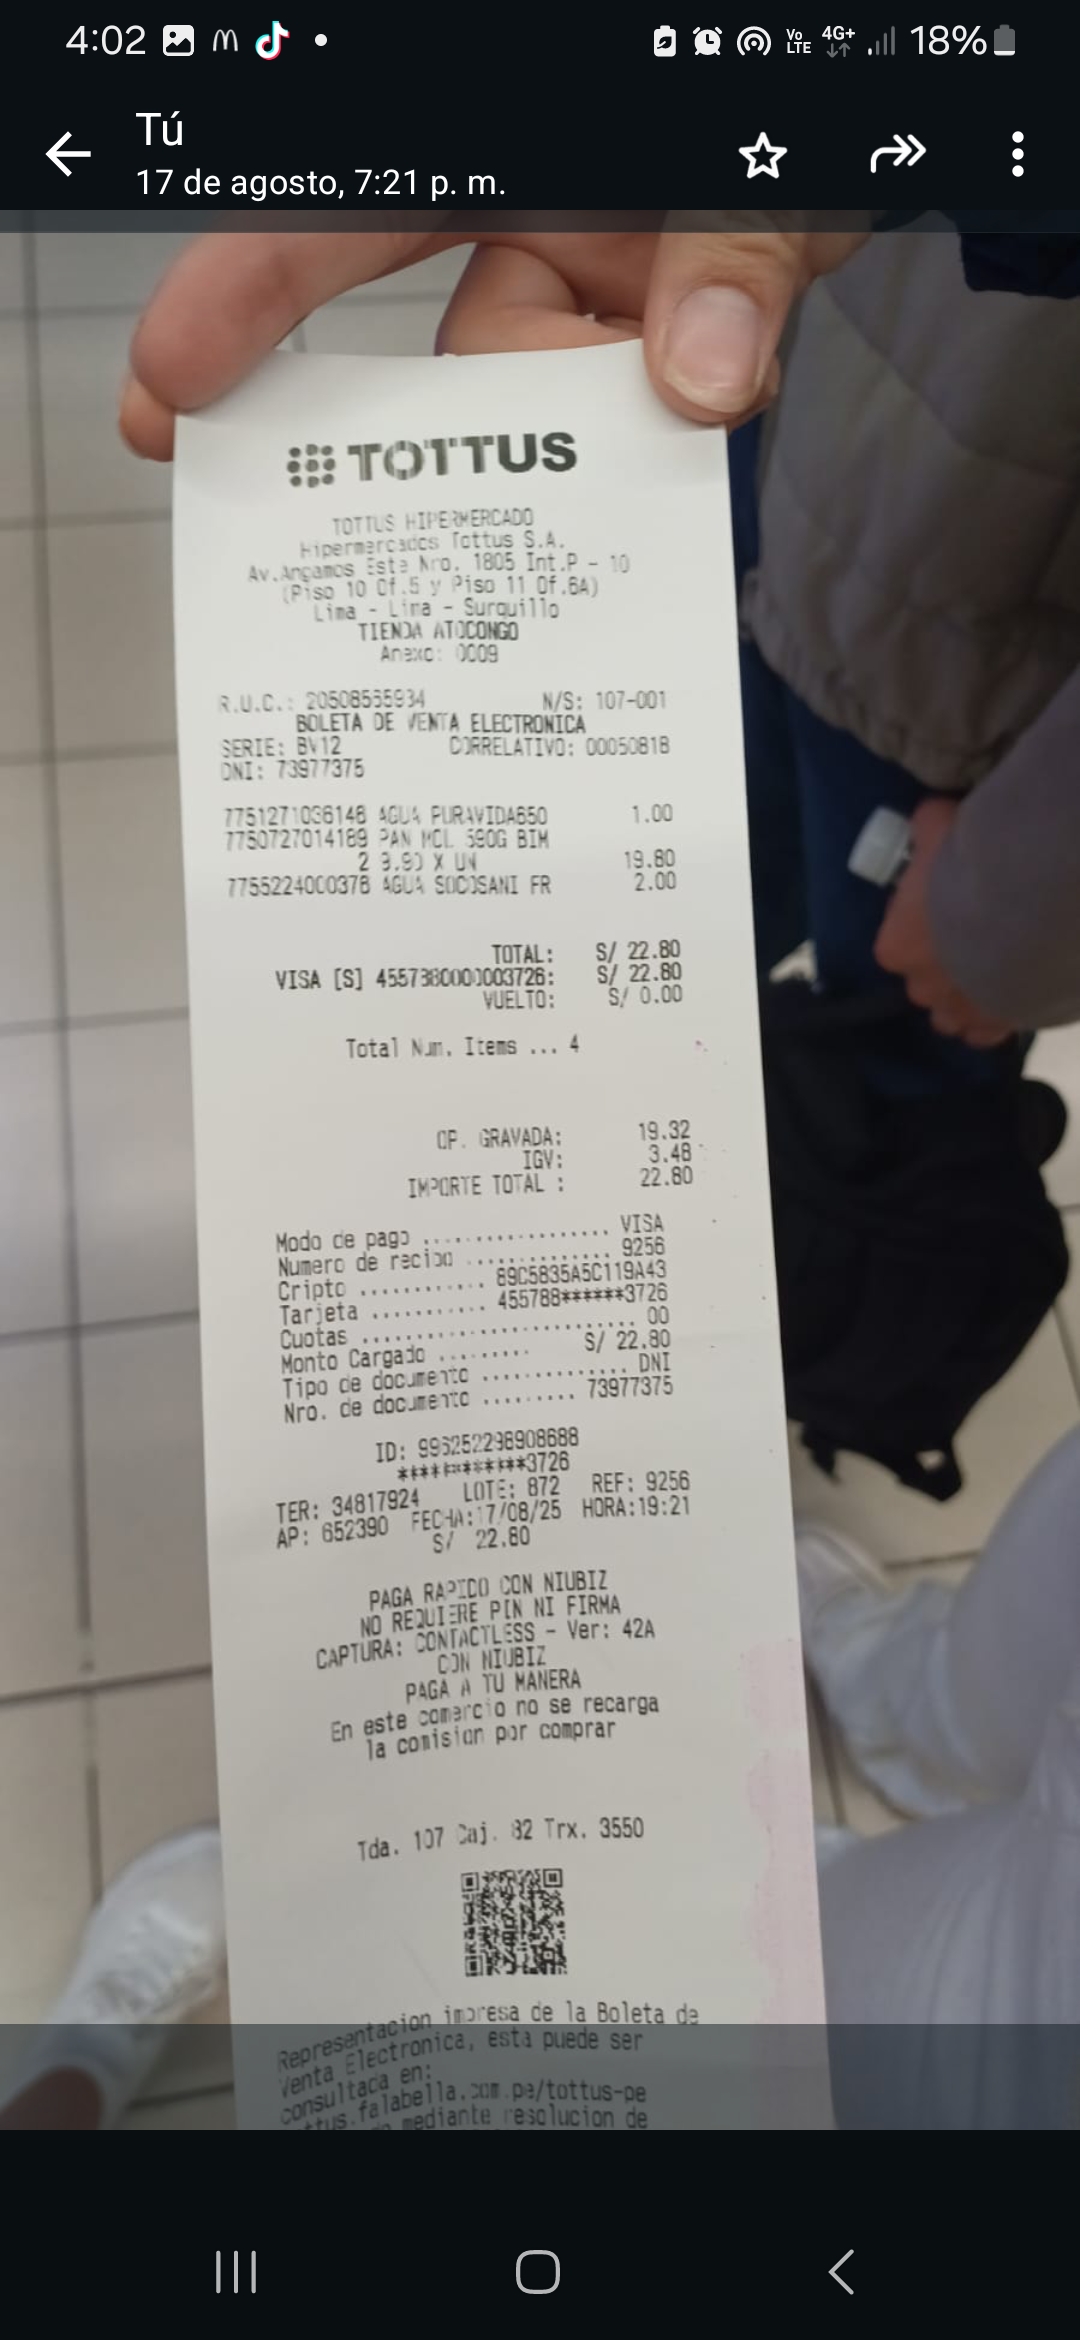 4:02
Vo LTE 4G+ 18%
Tú
17 de agosto, 7:21 p. m.
TOTTUS
TOTTUS HIPERMERCADO
Hipermercados Tottus S.A.
Av.Angamos Este Nro. 1805 Int.P - 10
(Piso 10 Of.5 y Piso 11 Of.6A)
Lima - Lima - Surquillo
TIENDA ATOCONGO
Anexo: 0009
R.U.C.: 20508565934 N/S: 107-001
BOLETA DE VENTA ELECTRONICA
SERIE: BV12 CORRELATIVO: 00050818
DNI: 73977375
7751271036148 AGUA PURAVIDA650 1.00
7750727014189 PAN MCL 590G BIM
2 9.90 X UN 19.80
7755224000378 AGUA SOCOSANI FR 2.00
TOTAL: S/ 22.80
VISA [S] 4557880000003726: S/ 22.80
VUELTO: S/ 0.00
Total Num. Items ... 4
OP. GRAVADA: 19.32
IGV: 3.48
IMPORTE TOTAL : 22.80
Modo de pago ................. VISA
Numero de recibo ............. 9256
Cripto ........... 89C5835A5C119A43
Tarjeta ........... 455788******3726
Cuotas ......................... 00
Monto Cargado ......... S/ 22.80
Tipo de documento .............. DNI
Nro. de documento ......... 73977375
ID: 996252298908688
************3726
TER: 34817924 LOTE: 872 REF: 9256
AP: 652390 FECHA:17/08/25 HORA:19:21
S/ 22.80
PAGA RAPIDO CON NIUBIZ
NO REQUIERE PIN NI FIRMA
CAPTURA: CONTACTLESS - Ver: 42A
CON NIUBIZ
PAGA A TU MANERA
En este comercio no se recarga
la comision por comprar
Tda. 107 Caj. 82 Trx. 3550
Representacion impresa de la Boleta de
Venta Electronica, esta puede ser
consultada en:
ttus.falabella.com.pe/tottus-pe
mediante resolucion de